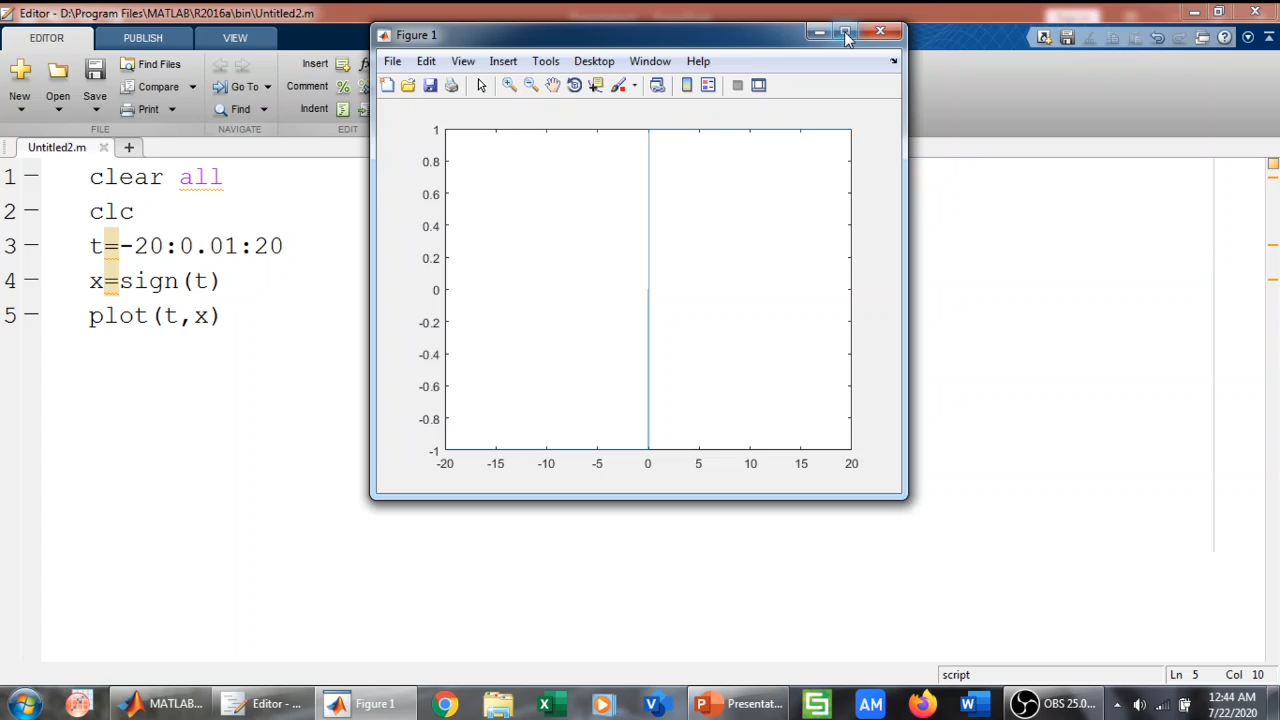 Editor - D:\Program Files\MATLAB\R2016a\bin\Untitled2.m
EDITOR PUBLISH VIEW
New
Open
Save
Find Files
Compare
Print
Go To
Find
Insert
Comment
Indent
FILE NAVIGATE EDIT
Untitled2.m
1 clear all
2 clc
3 t=-20:0.01:20
4 x=sign(t)
5 plot(t,x)
Figure 1
File Edit View Insert Tools Desktop Window Help
1
0.8
0.6
0.4
0.2
0
-0.2
-0.4
-0.6
-0.8
-1
-20 -15 -10 -5 0 5 10 15 20
script Ln 5 Col 10
MATLAB... Editor - ... Figure 1 Presentat... AM OBS 25.0...
12:44 AM
7/22/2020